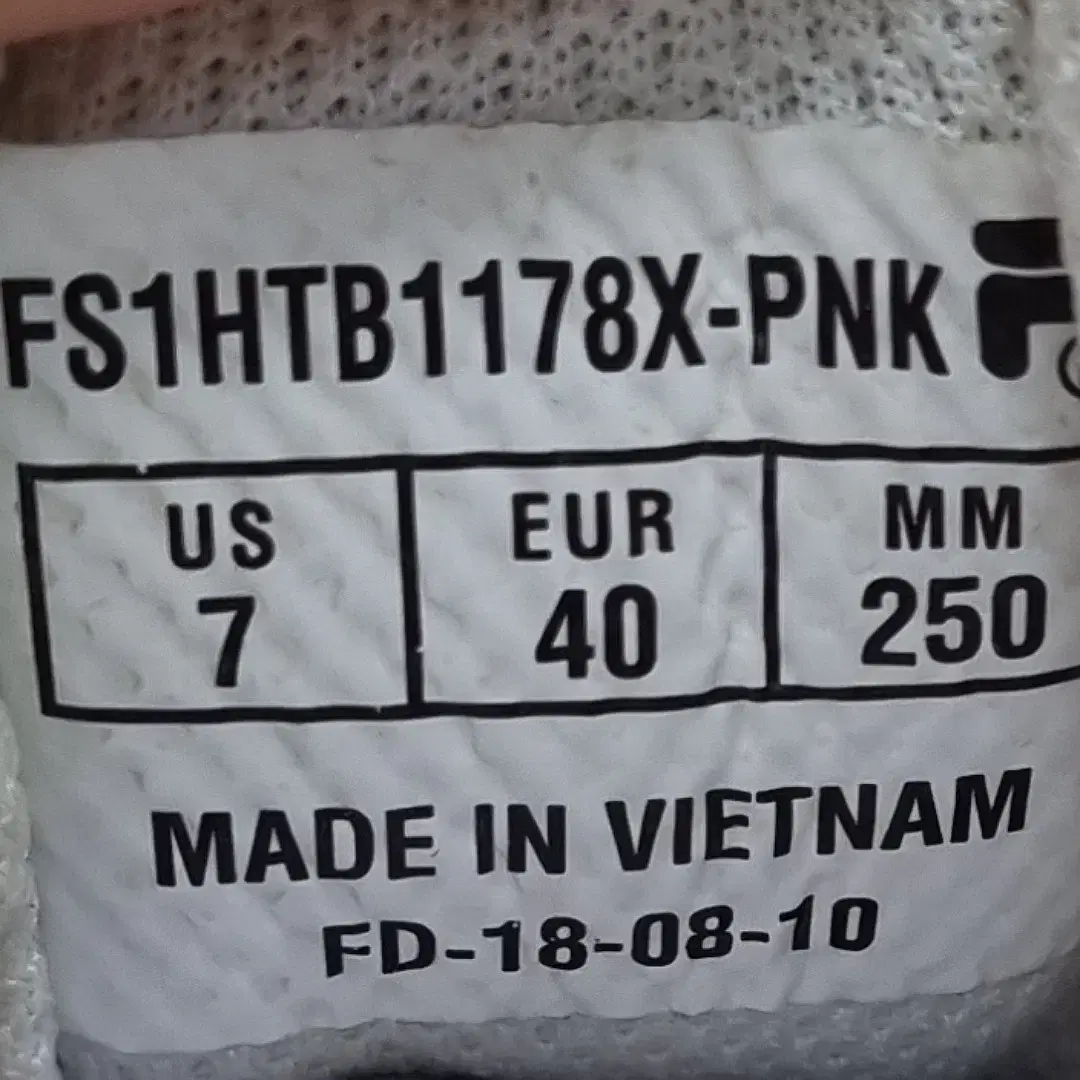 FS1HTB1178X-PNK
US EUR MM
7 40 250
MADE IN VIETNAM
FD-18-08-10